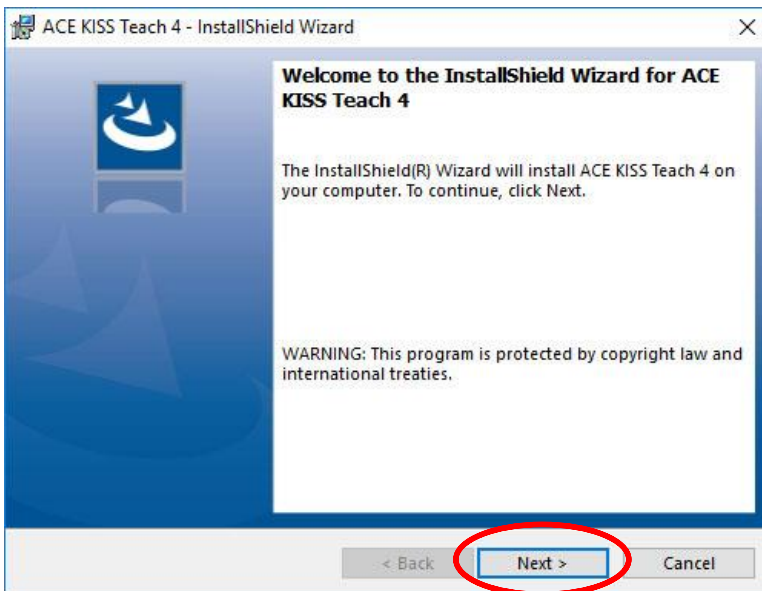 ACE KISS Teach 4 - InstallShield Wizard
Welcome to the InstallShield Wizard for ACE
KISS Teach 4
The InstallShield(R) Wizard will install ACE KISS Teach 4 on
your computer. To continue, click Next.
WARNING: This program is protected by copyright law and
international treaties.
< Back
Next >
Cancel